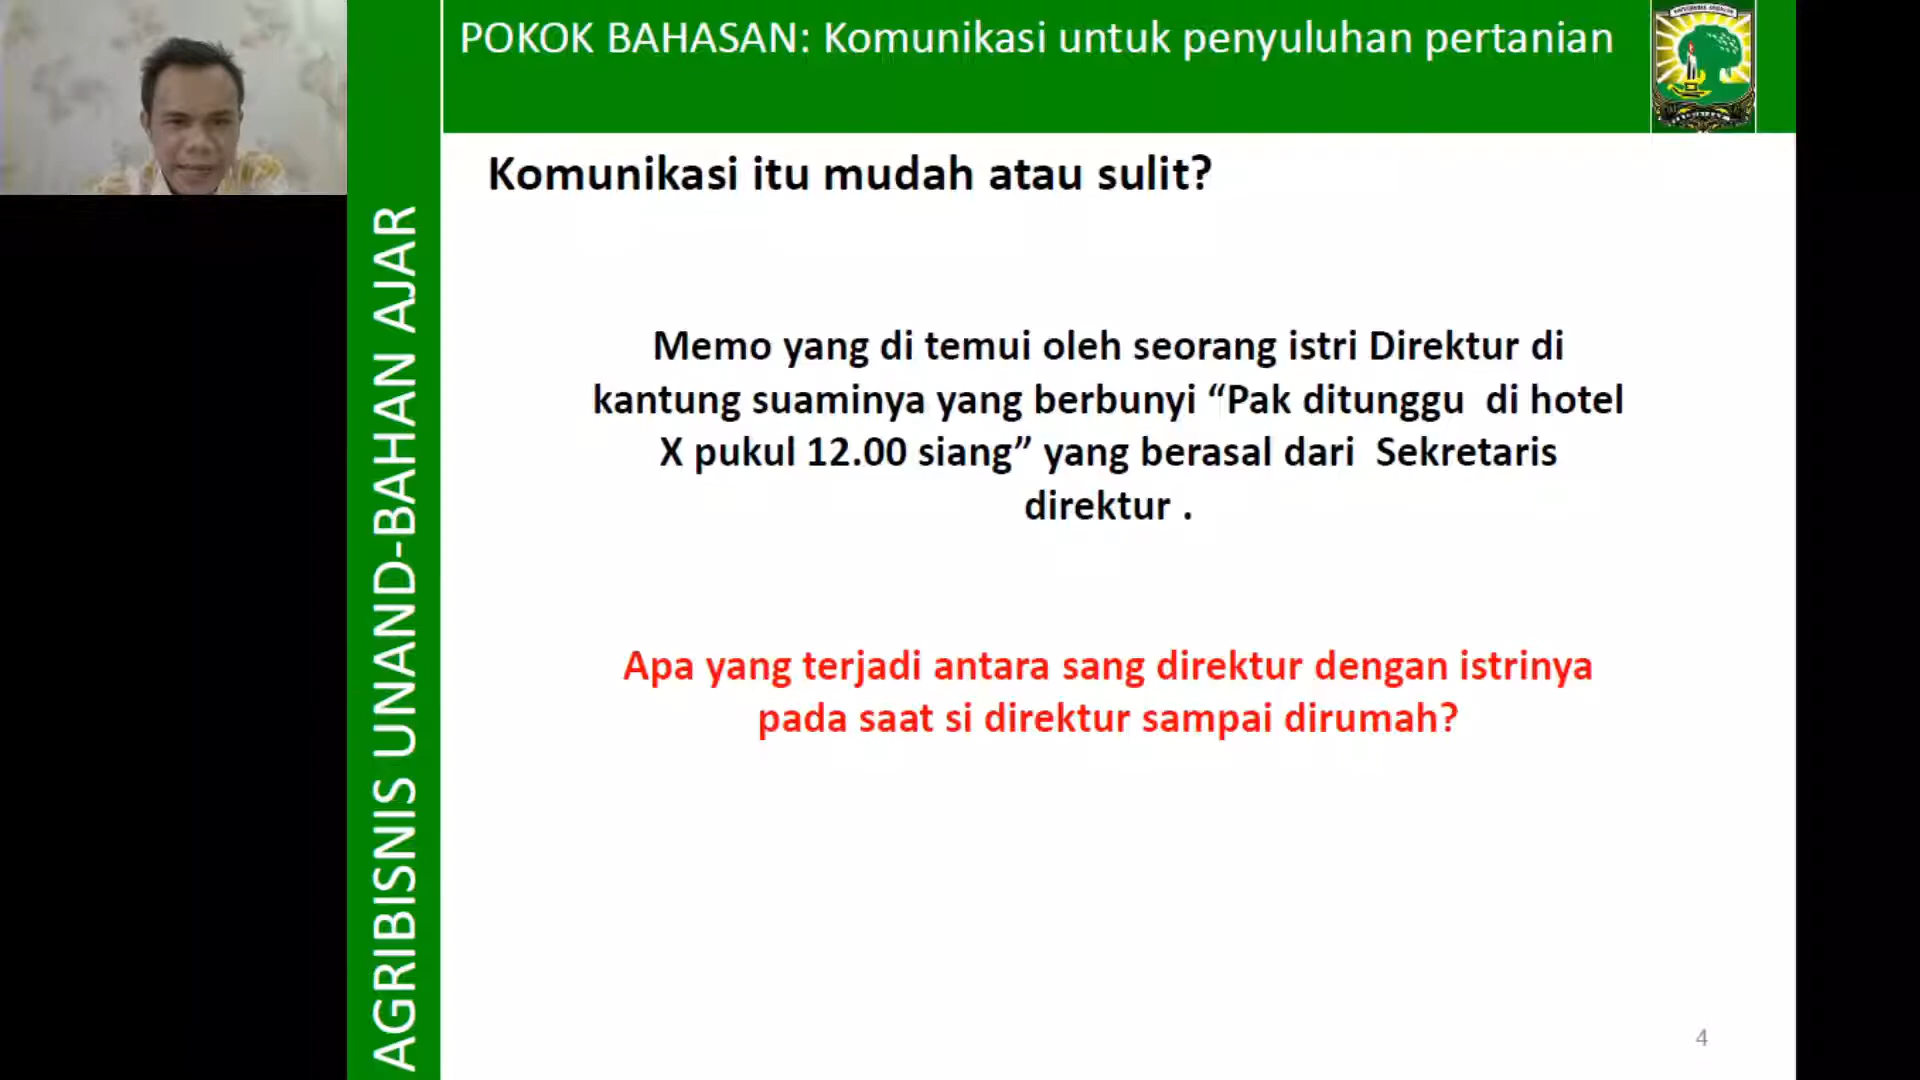 POKOK BAHASAN: Komunikasi untuk penyuluhan pertanian
AGRIBISNIS UNAND-BAHAN AJAR
Komunikasi itu mudah atau sulit?
Memo yang di temui oleh seorang istri Direktur di
kantung suaminya yang berbunyi “Pak ditunggu  di hotel
X pukul 12.00 siang” yang berasal dari  Sekretaris
direktur .
Apa yang terjadi antara sang direktur dengan istrinya
pada saat si direktur sampai dirumah?
4